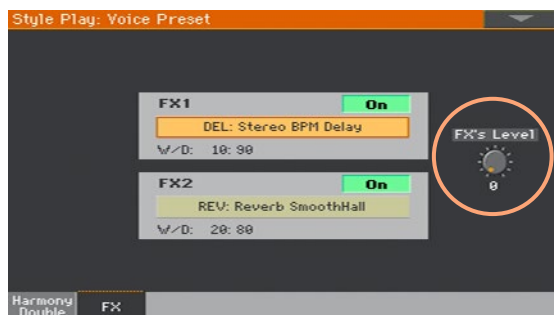 Style Play: Voice Preset
FX1 On
DEL: Stereo BPM Delay
W/D: 10:90
FX's Level
0
FX2 On
REV: Reverb SmoothHall
W/D: 20:80
Harmony
Double
FX